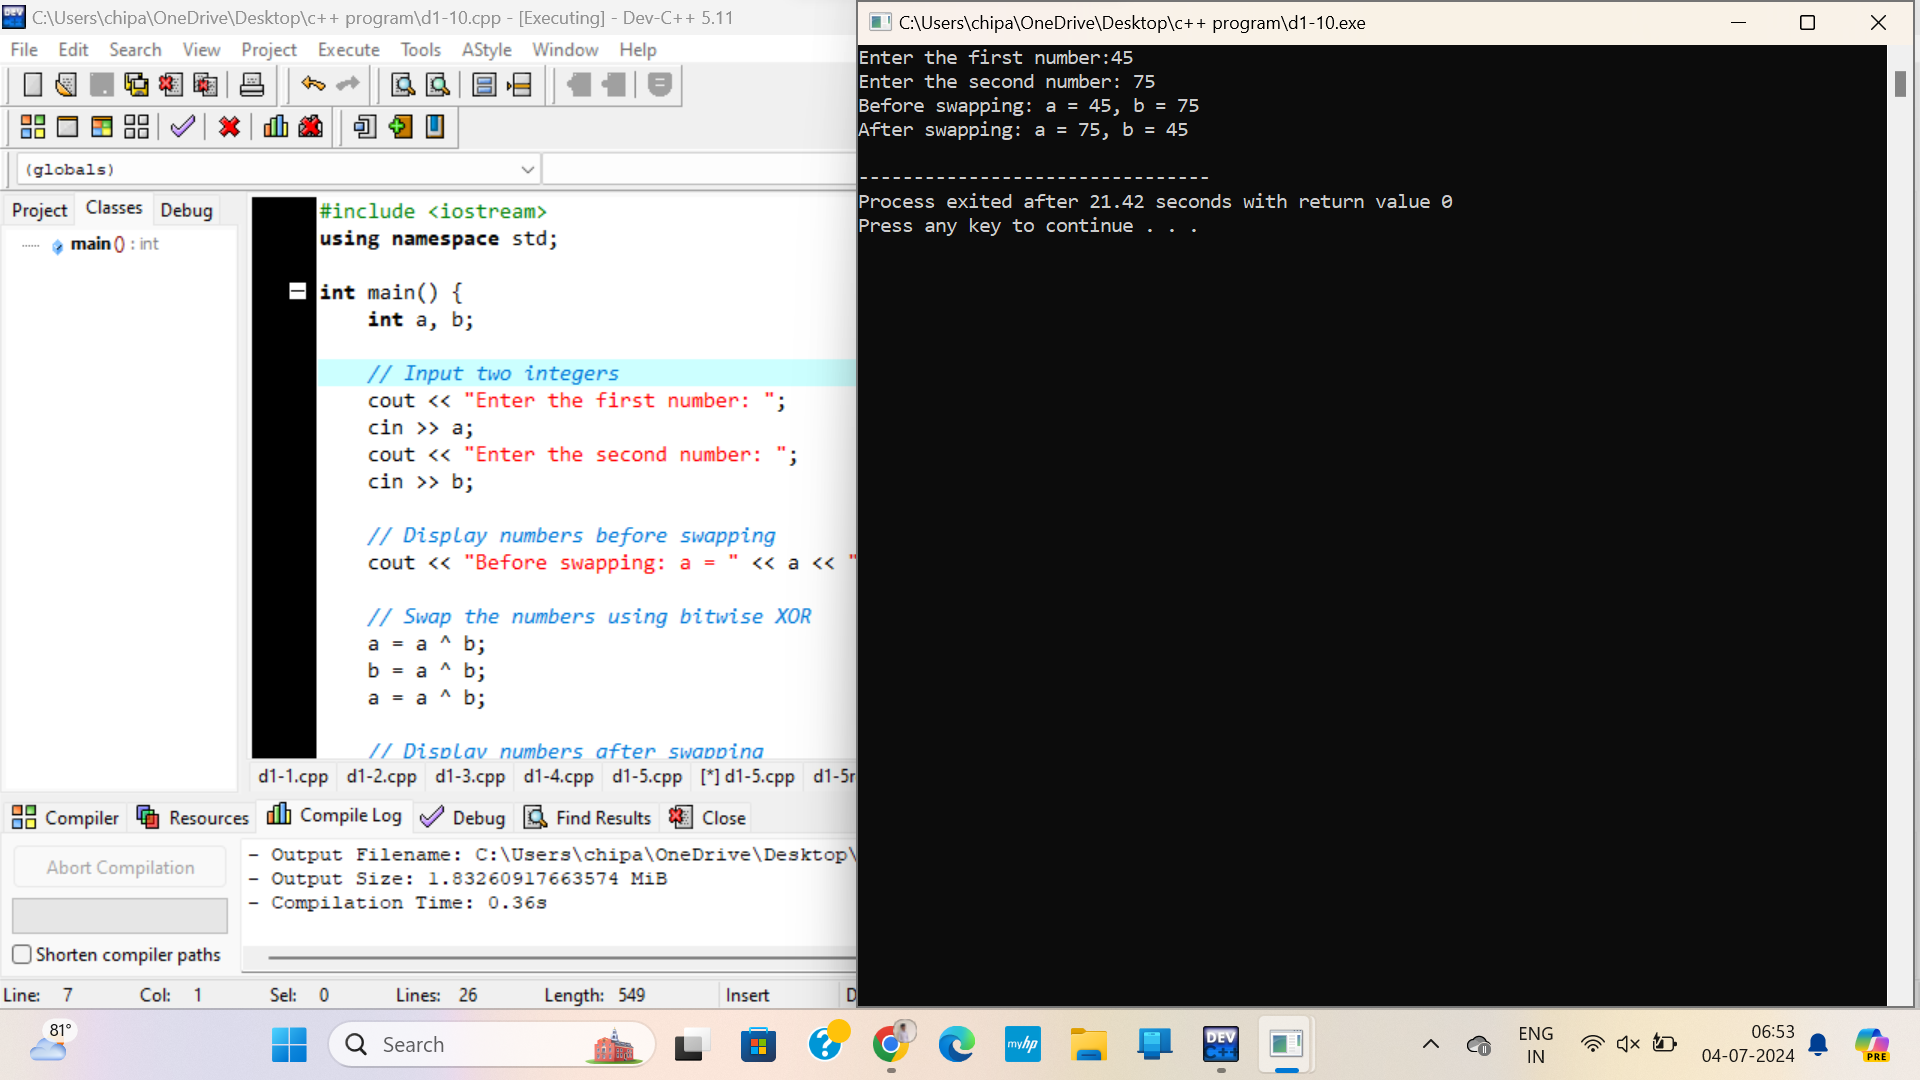 C:\Users\chipa\OneDrive\Desktop\c++ program\d1-10.cpp - [Executing] - Dev-C++ 5.11
File Edit Search View Project Execute Tools AStyle Window Help
(globals)
Project Classes Debug
main () : int
#include <iostream>
using namespace std;
int main() {
int a, b;
// Input two integers
cout << "Enter the first number: ";
cin >> a;
cout << "Enter the second number: ";
cin >> b;
// Display numbers before swapping
cout << "Before swapping: a = " << a << "
// Swap the numbers using bitwise XOR
a = a ^ b;
b = a ^ b;
a = a ^ b;
// Display numbers after swapping
d1-1.cpp d1-2.cpp d1-3.cpp d1-4.cpp d1-5.cpp [*] d1-5.cpp d1-5r
Compiler Resources Compile Log Debug Find Results Close
Abort Compilation
Shorten compiler paths
- Output Filename: C:\Users\chipa\OneDrive\Desktop\
- Output Size: 1.83260917663574 MiB
- Compilation Time: 0.36s
Line: 7 Col: 1 Sel: 0 Lines: 26 Length: 549 Insert D
C:\Users\chipa\OneDrive\Desktop\c++ program\d1-10.exe
Enter the first number:45
Enter the second number: 75
Before swapping: a = 45, b = 75
After swapping: a = 75, b = 45
--------------------------------
Process exited after 21.42 seconds with return value 0
Press any key to continue . . .
81°
Search
myhp
DEV
C++
ENG
IN
06:53
04-07-2024
PRE